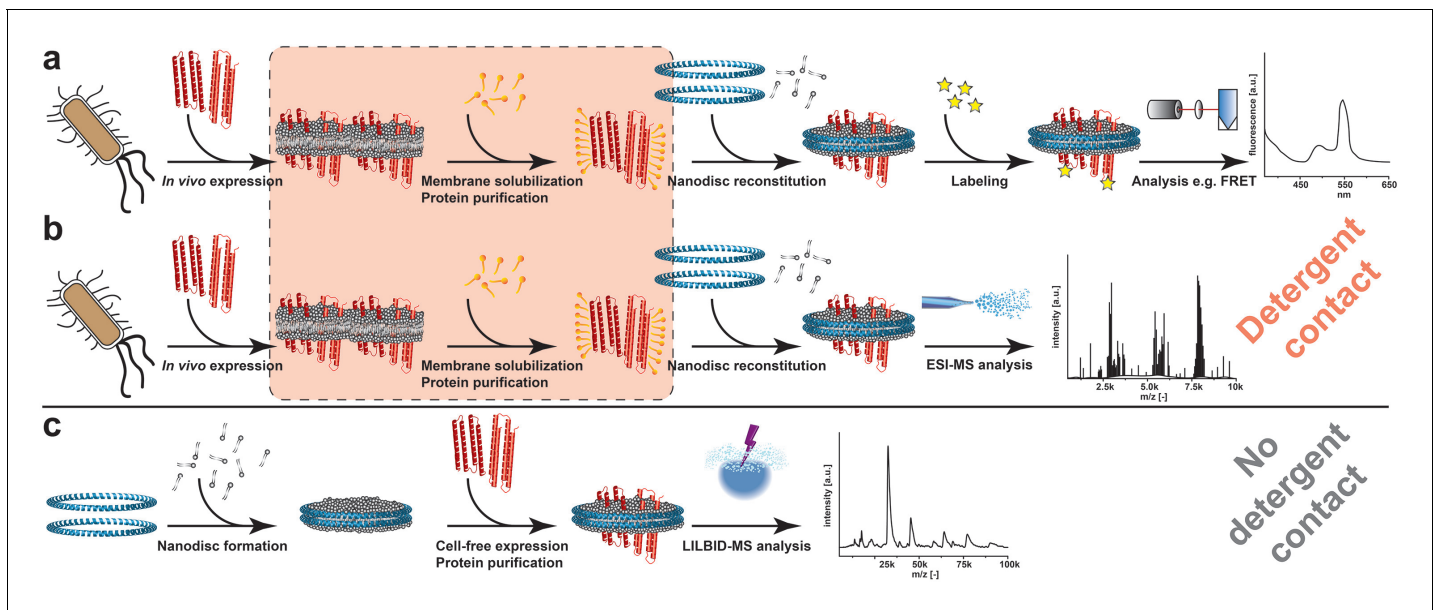 a
In vivo expression
Membrane solubilization
Protein purification
Nanodisc reconstitution
Labeling
Analysis e.g. FRET
fluorescence [a.u.]
450 550 650
nm
b
In vivo expression
Membrane solubilization
Protein purification
Nanodisc reconstitution
ESI-MS analysis
intensity [a.u.]
2.5k 5.0k 7.5k 10k
m/z [-]
Detergent
contact
c
Nanodisc formation
Cell-free expression
Protein purification
LILBID-MS analysis
intensity [a.u.]
25k 50k 75k 100k
m/z [-]
No
detergent
contact